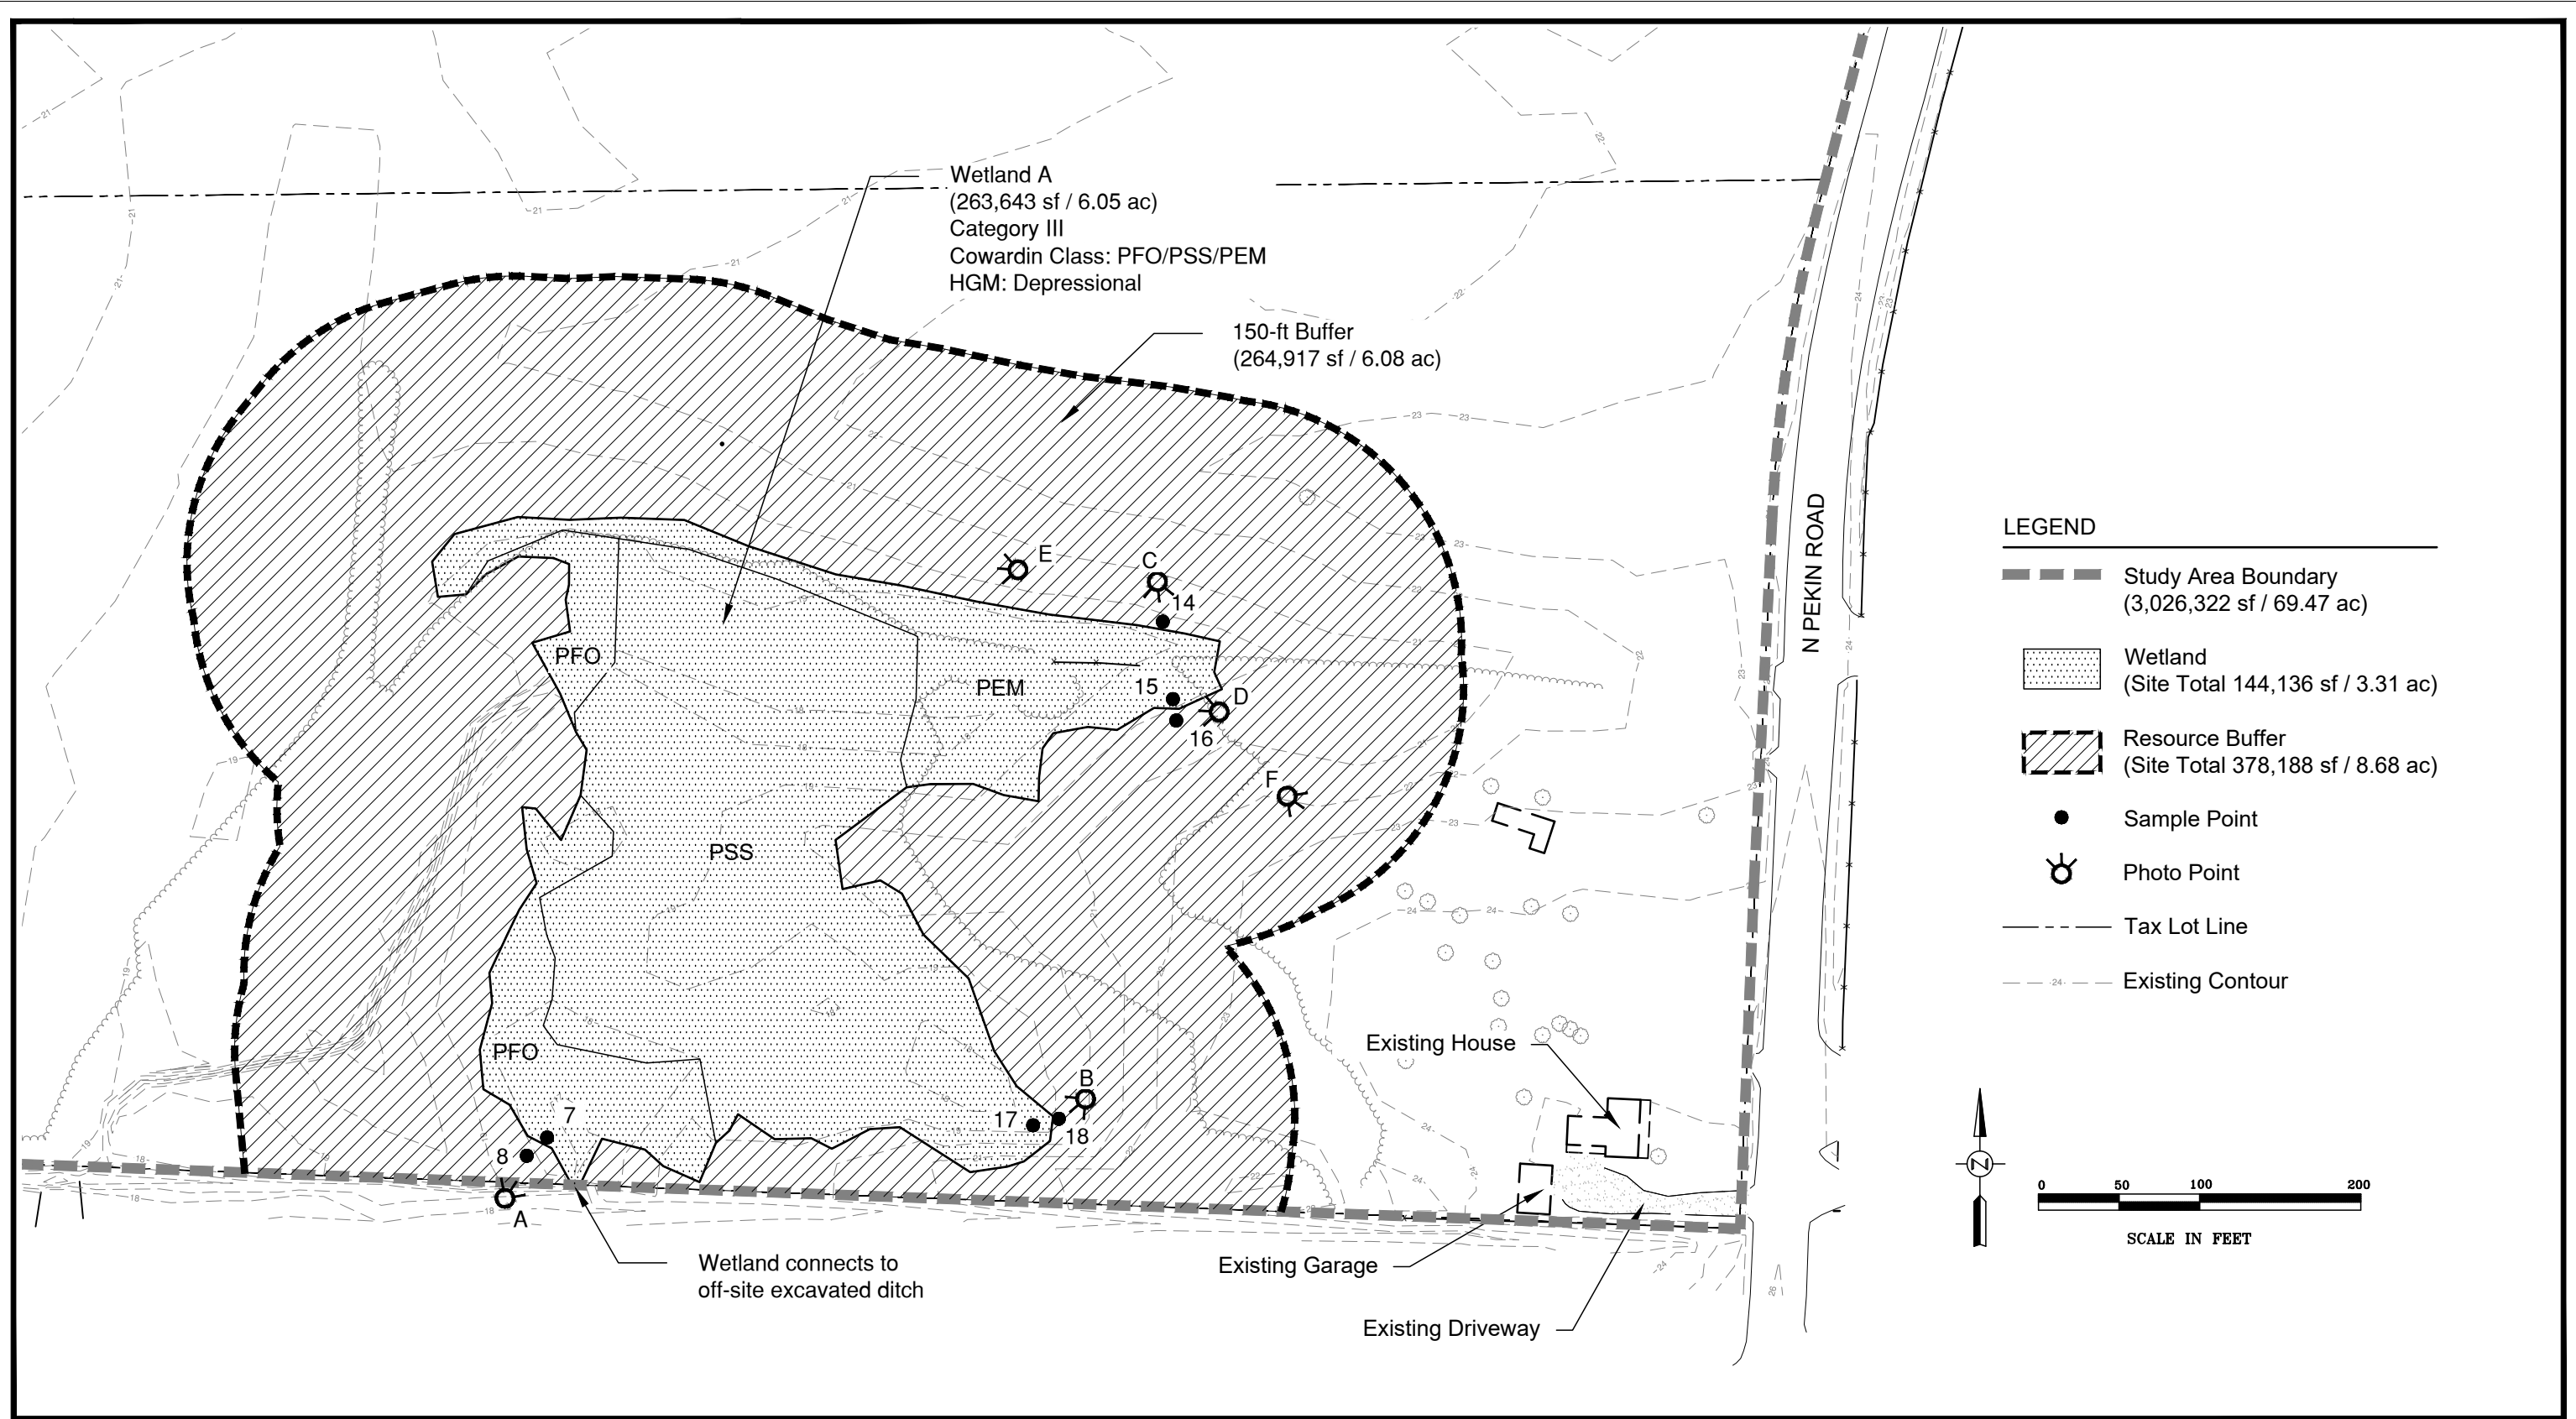 Wetland A
(263,643 sf / 6.05 ac)
Category III
Cowardin Class: PFO/PSS/PEM
HGM: Depressional
150-ft Buffer
(264,917 sf / 6.08 ac)
E
C
14
PFO
PEM
15
D
16
F
PSS
PFO
B
7
17
18
8
A
Wetland connects to
off-site excavated ditch
N PEKIN ROAD
Existing House
Existing Garage
Existing Driveway
LEGEND
Study Area Boundary
(3,026,322 sf / 69.47 ac)
Wetland
(Site Total 144,136 sf / 3.31 ac)
Resource Buffer
(Site Total 378,188 sf / 8.68 ac)
Sample Point
Photo Point
Tax Lot Line
24
Existing Contour
N
0 50 100 200
SCALE IN FEET